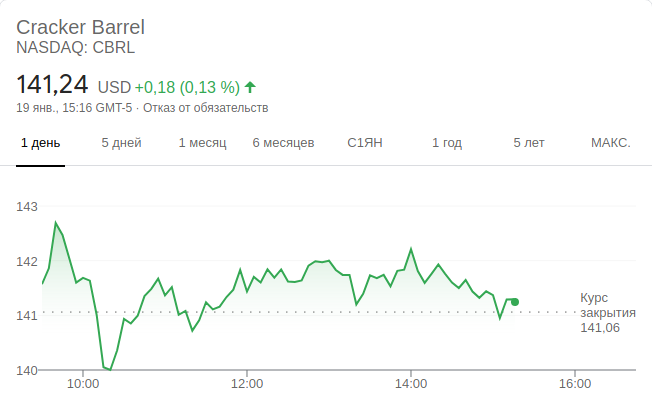 Cracker Barrel
NASDAQ: CBRL
141,24 USD +0,18 (0,13 %)
19 янв., 15:16 GMT-5 · Отказ от обязательств
1 день 5 дней 1 месяц 6 месяцев С1ЯН 1 год 5 лет МАКС.
143
142
141
140
Курс
закрытия
141,06
10:00 12:00 14:00 16:00